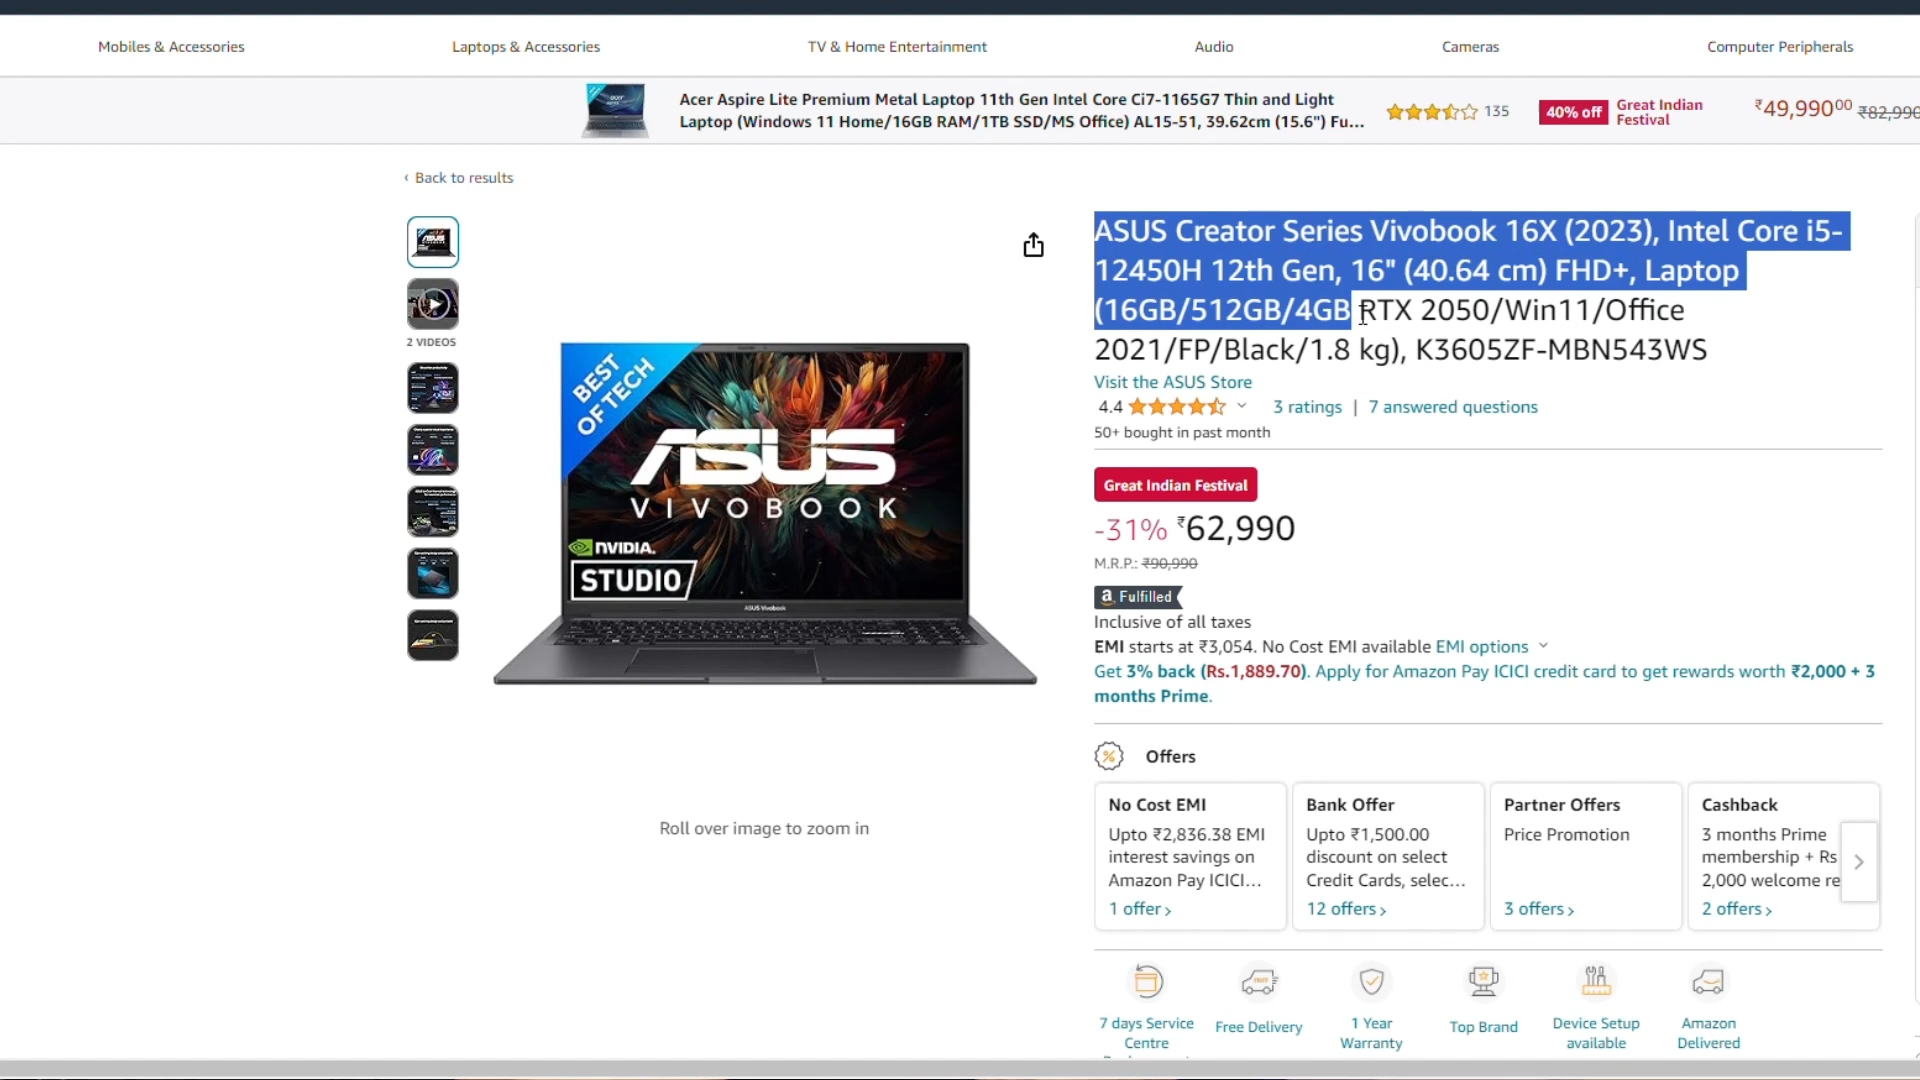 Mobiles & Accessories
Laptops & Accessories
TV & Home Entertainment
Audio
Cameras
Computer Peripherals
Acer Aspire Lite Premium Metal Laptop 11th Gen Intel Core Ci7-1165G7 Thin and Light
Laptop (Windows 11 Home/16GB RAM/1TB SSD/MS Office) AL15-51, 39.62cm (15.6") Fu...
135
40% off
Great Indian
Festival
₹49,99000
₹82,990
‹ Back to results
2 VIDEOS
BEST
OF TECH
ASUS
VIVOBOOK
NVIDIA.
STUDIO
ASUS Vivobook
Roll over image to zoom in
ASUS Creator Series Vivobook 16X (2023), Intel Core i5-
12450H 12th Gen, 16" (40.64 cm) FHD+, Laptop
(16GB/512GB/4GB RTX 2050/Win11/Office
2021/FP/Black/1.8 kg), K3605ZF-MBN543WS
Visit the ASUS Store
4.4
3 ratings | 7 answered questions
50+ bought in past month
Great Indian Festival
-31% ₹62,990
M.R.P.: ₹90,990
a Fulfilled
Inclusive of all taxes
EMI starts at ₹3,054. No Cost EMI available EMI options
Get 3% back (Rs.1,889.70). Apply for Amazon Pay ICICI credit card to get rewards worth ₹2,000 + 3
months Prime.
% Offers
No Cost EMI
Upto ₹2,836.38 EMI
interest savings on
Amazon Pay ICICI...
1 offer ›
Bank Offer
Upto ₹1,500.00
discount on select
Credit Cards, selec...
12 offers ›
Partner Offers
Price Promotion
3 offers ›
Cashback
3 months Prime
membership + Rs
2,000 welcome re
2 offers ›
7 days Service
Centre
Free Delivery
1 Year
Warranty
Top Brand
Device Setup
available
Amazon
Delivered